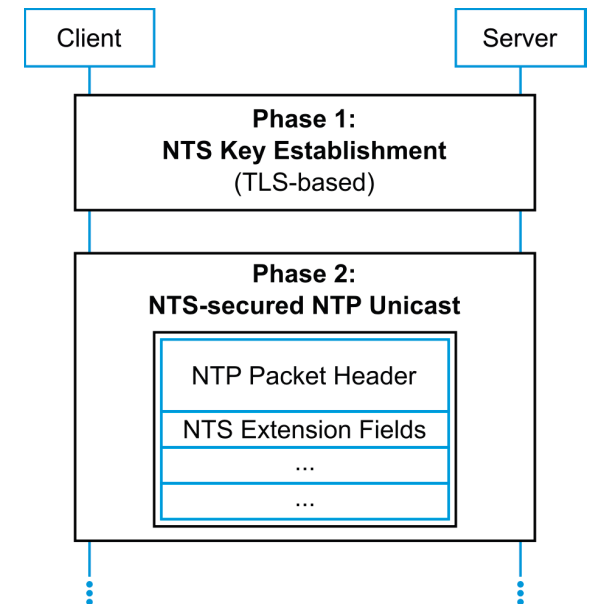 Client
Server
Phase 1:
NTS Key Establishment
(TLS-based)
Phase 2:
NTS-secured NTP Unicast
NTP Packet Header
NTS Extension Fields
...
...